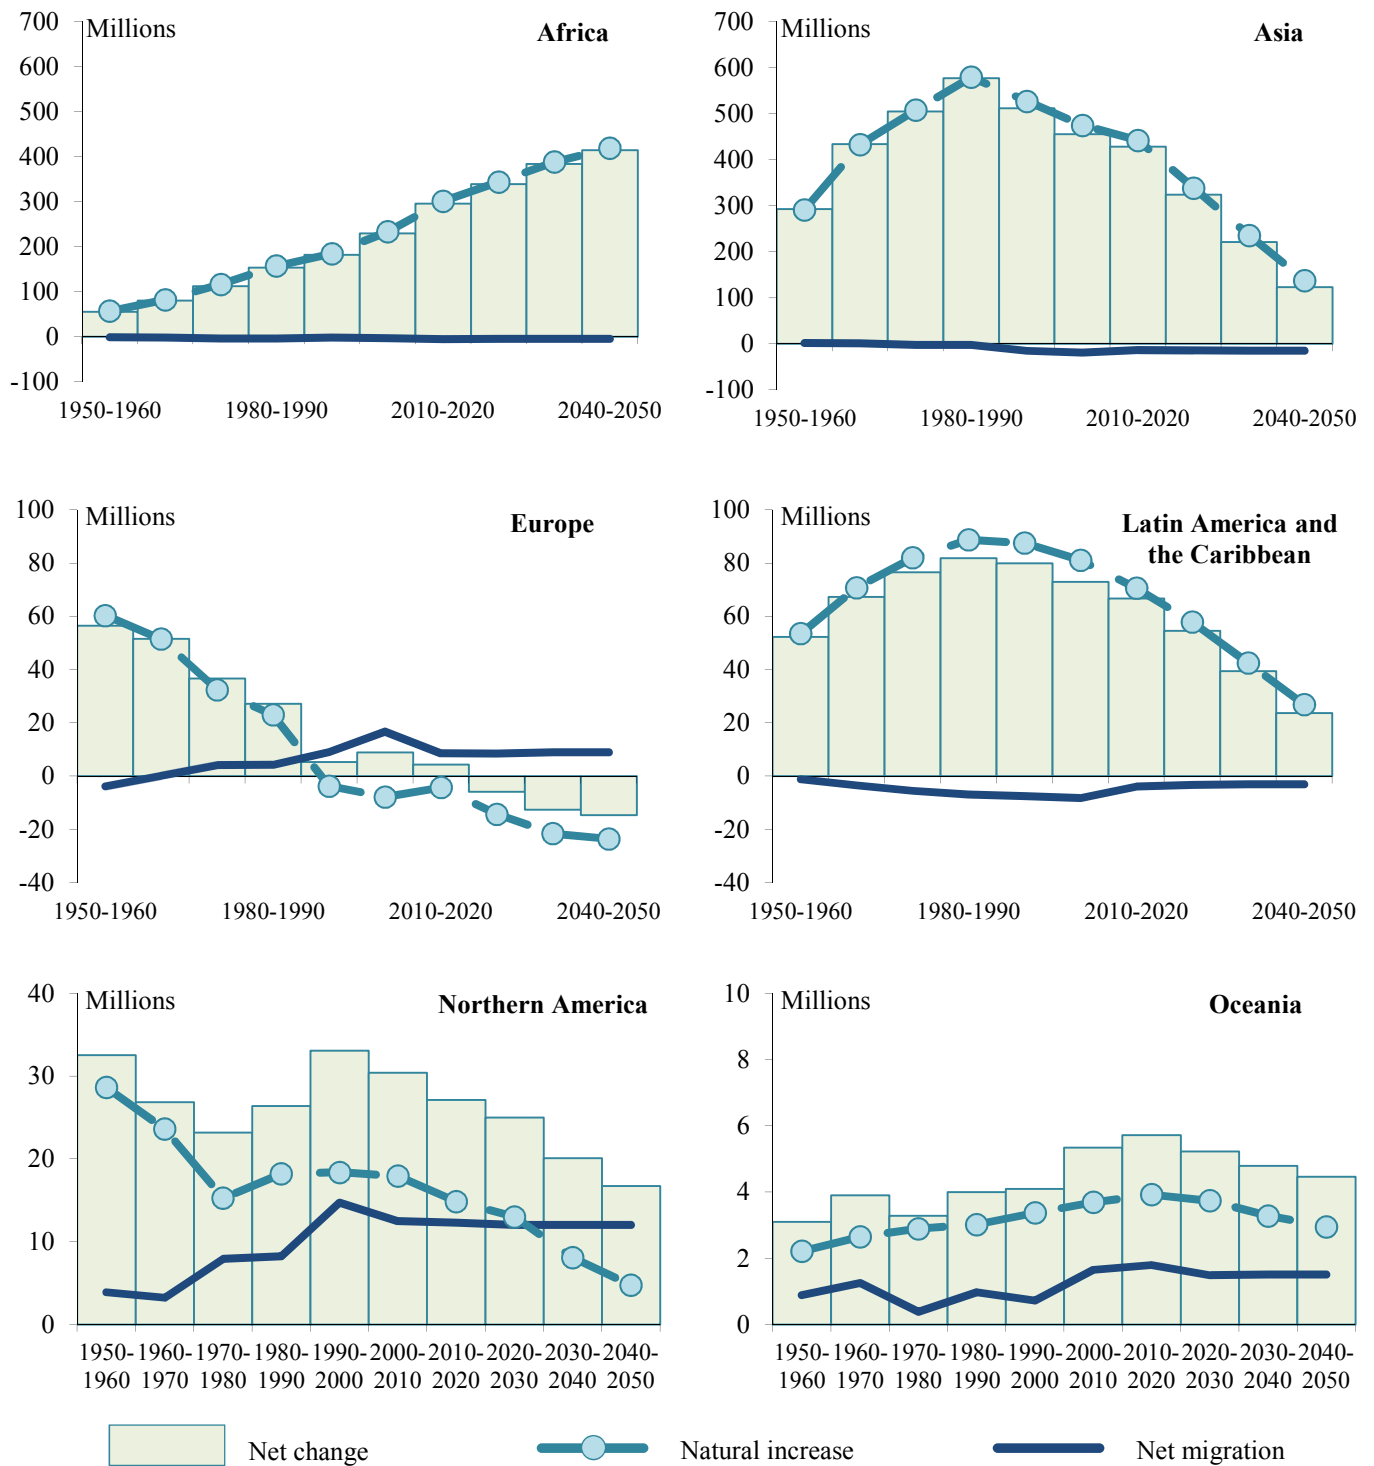 Millions
Africa
700
600
500
400
300
200
100
0
-100
1950-1960 1980-1990 2010-2020 2040-2050
Millions
Asia
700
600
500
400
300
200
100
0
-100
1950-1960 1980-1990 2010-2020 2040-2050
Millions
Europe
100
80
60
40
20
0
-20
-40
1950-1960 1980-1990 2010-2020 2040-2050
Millions
Latin America and
the Caribbean
100
80
60
40
20
0
-20
-40
1950-1960 1980-1990 2010-2020 2040-2050
Millions
Northern America
40
30
20
10
0
1950- 1960- 1970- 1980- 1990- 2000- 2010- 2020- 2030- 2040-
1960 1970 1980 1990 2000 2010 2020 2030 2040 2050
Millions
Oceania
10
8
6
4
2
0
1950- 1960- 1970- 1980- 1990- 2000- 2010- 2020- 2030- 2040-
1960 1970 1980 1990 2000 2010 2020 2030 2040 2050
Net change
Natural increase
Net migration